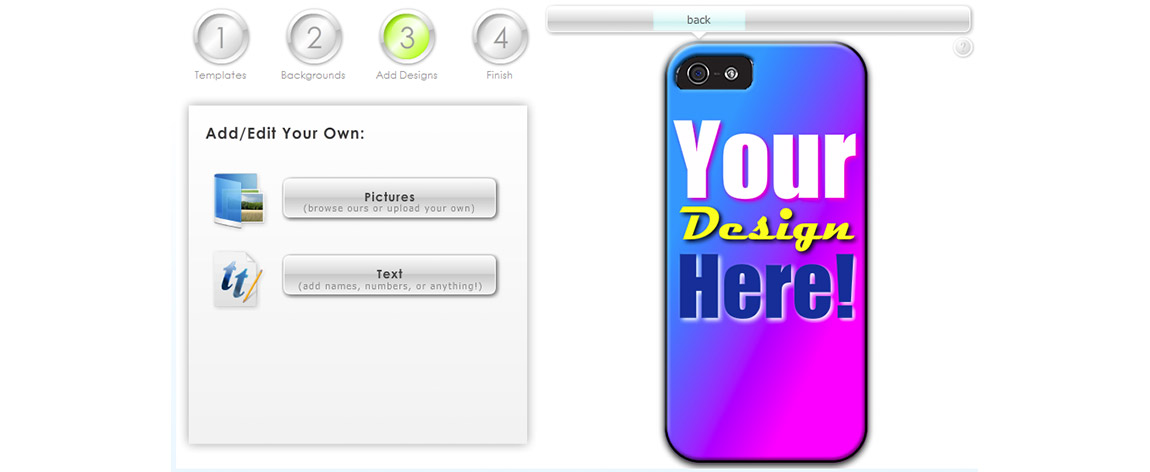 1
2
3
4
Templates
Backgrounds
Add Designs
Finish
Add/Edit Your Own:
Pictures
(browse ours or upload your own)
Text
(add names, numbers, or anything!)
back
?
Your
Design
Here!
tt